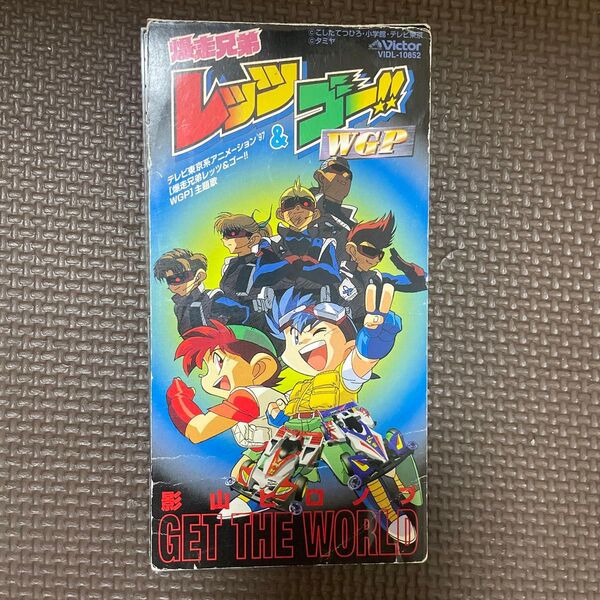 爆走兄弟
レッツ
&
ゴー!!
WGP
©こしたてつひろ・小学館・テレビ東京
©タミヤ
Victor
VIDL-10852
テレビ東京系アニメーション'97
[爆走兄弟レッツ&ゴー!!
WGP]主題歌
影山ヒロノブ
GET THE WORLD